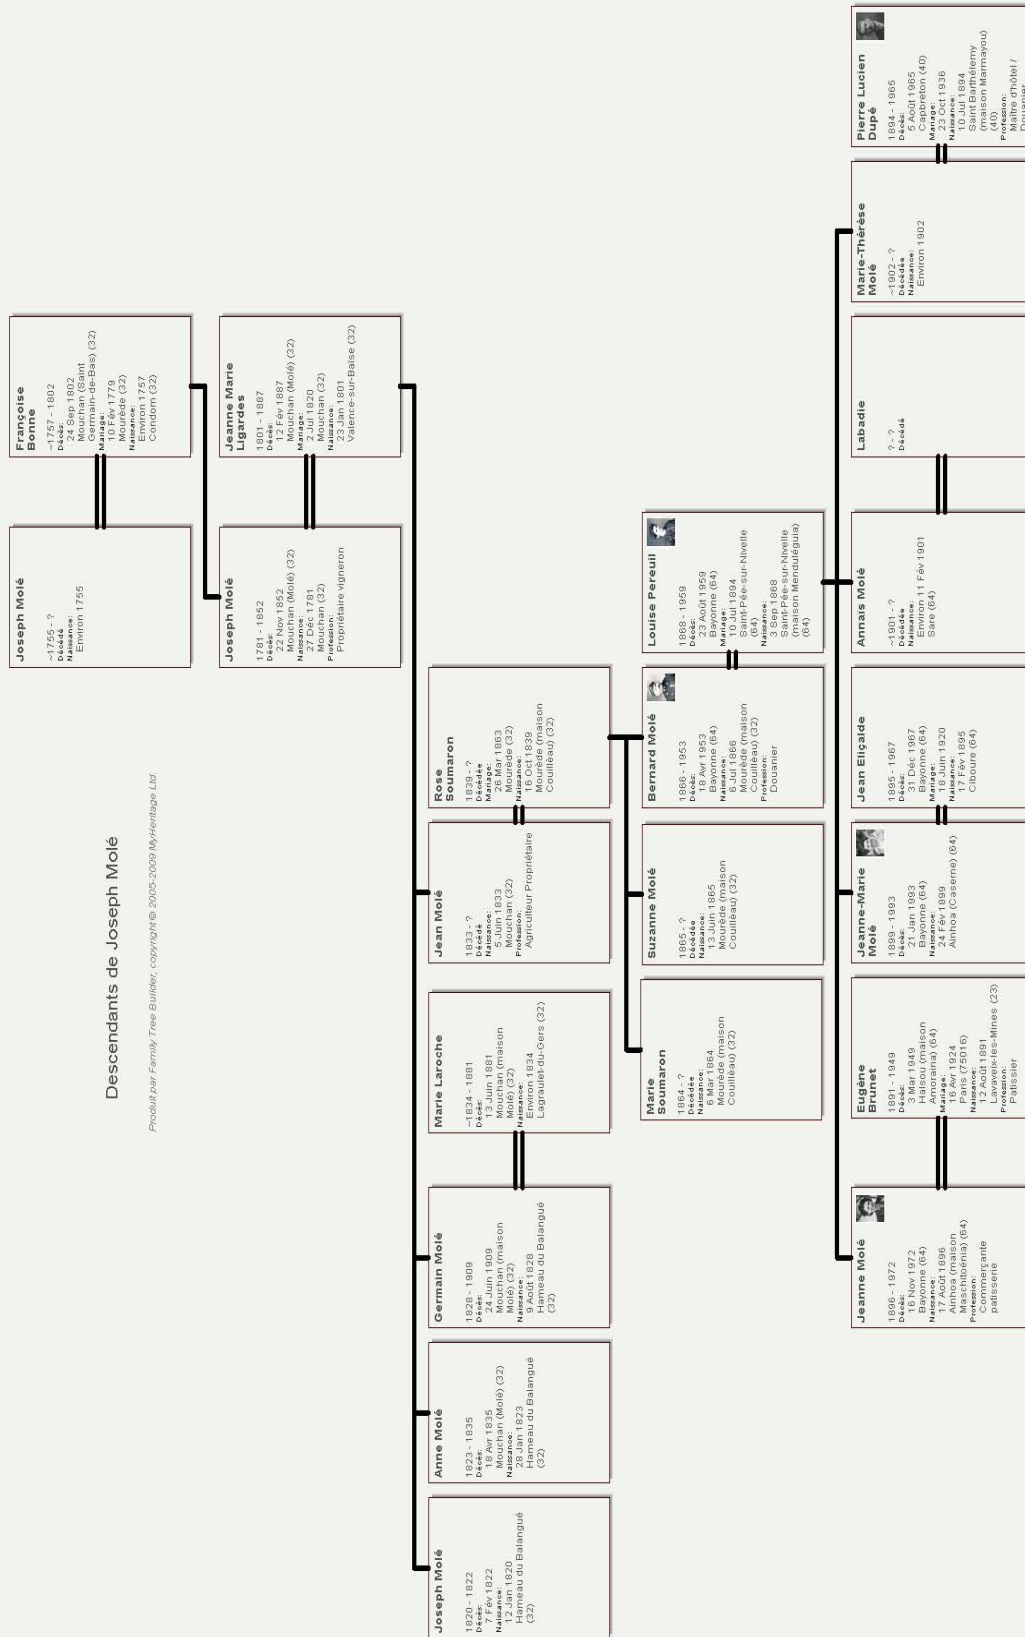 Descendants de Joseph Molé
Produit par Family Tree Builder, copyright © 2005-2009 MyHeritage Ltd.
Joseph Molé
~1755 - ?
Décédé
Naissance:
Environ 1755
Françoise
Bonne
~1757 - 1802
Décès:
24 Sep 1802
Mouchan (Saint
Germain-de-Bas) (32)
Mariage:
10 Fév 1779
Mourède (32)
Naissance:
Environ 1757
Condom (32)
Joseph Molé
1781 - 1852
Décès:
22 Nov 1852
Mouchan (Molé) (32)
Naissance:
27 Déc 1781
Mouchan (32)
Profession:
Propriétaire vigneron
Jeanne Marie
Ligardes
1801 - 1887
Décès:
12 Fév 1887
Mouchan (Molé) (32)
Mariage:
2 Jul 1820
Mouchan (32)
Naissance:
23 Jan 1801
Valence-sur-Baïse (32)
Joseph Molé
1820 - 1822
Décès:
7 Fév 1822
Naissance:
12 Jan 1820
Hameau du Balangué
(32)
Anne Molé
1823 - 1835
Décès:
18 Avr 1835
Mouchan (Molé) (32)
Naissance:
28 Jan 1823
Hameau du Balangué
(32)
Germain Molé
1828 - 1909
Décès:
24 Juin 1909
Mouchan (maison
Molé) (32)
Naissance:
9 Août 1828
Hameau du Balangué
(32)
Marie Laroche
~1834 - 1881
Décès:
13 Juin 1881
Mouchan (maison
Molé) (32)
Naissance:
Environ 1834
Lagraulet-du-Gers (32)
Jean Molé
1833 - ?
Décédé
Naissance:
5 Juin 1833
Mouchan (32)
Profession:
Agriculteur Propriétaire
Rose
Soumaron
1839 - ?
Décédée
Mariage:
26 Mar 1863
Mourède (32)
Naissance:
16 Oct 1839
Mourède (maison
Couilléau) (32)
Marie
Soumaron
1864 - ?
Décédée
Naissance:
6 Mar 1864
Mourède (maison
Couilléau) (32)
Suzanne Molé
1865 - ?
Décédée
Naissance:
13 Juin 1865
Mourède (maison
Couilléau) (32)
Bernard Molé
1866 - 1953
Décès:
18 Avr 1953
Bayonne (64)
Naissance:
6 Jul 1866
Mourède (maison
Couilléau) (32)
Profession:
Douanier
Louise Pereuil
1868 - 1959
Décès:
23 Août 1959
Bayonne (64)
Mariage:
10 Jul 1894
Saint-Pée-sur-Nivelle
(64)
Naissance:
3 Sep 1868
Saint-Pée-sur-Nivelle
(maison Menduléguia)
(64)
Jeanne Molé
1896 - 1972
Décès:
16 Nov 1972
Bayonne (64)
Naissance:
17 Août 1896
Ainhoa (maison
Maschitoénia) (64)
Profession:
Commerçante
patisserie
Eugène
Brunet
1891 - 1949
Décès:
3 Mar 1949
Halsou (maison
Amoraina) (64)
Mariage:
16 Avr 1924
Paris (75016)
Naissance:
12 Août 1891
Lavaveix-les-Mines (23)
Profession:
Patissier
Jeanne-Marie
Molé
1899 - 1993
Décès:
21 Jan 1993
Bayonne (64)
Naissance:
24 Fév 1899
Ainhoa (Caserne) (64)
Jean Eliçalde
1895 - 1967
Décès:
31 Déc 1967
Bayonne (64)
Mariage:
18 Juin 1920
Naissance:
17 Fév 1895
Ciboure (64)
Annais Molé
~1901 - ?
Décédée
Naissance:
Environ 11 Fév 1901
Sare (64)
Labadie
? - ?
Décédé
Marie-Thérèse
Molé
~1902 - ?
Décédée
Naissance:
Environ 1902
Pierre Lucien
Dupé
1894 - 1965
Décès:
5 Août 1965
Capbreton (40)
Mariage:
23 Oct 1936
Naissance:
10 Jul 1894
Saint Barthélemy
(maison Marmayou)
(40)
Profession:
Maître d'hôtel /
Douanier